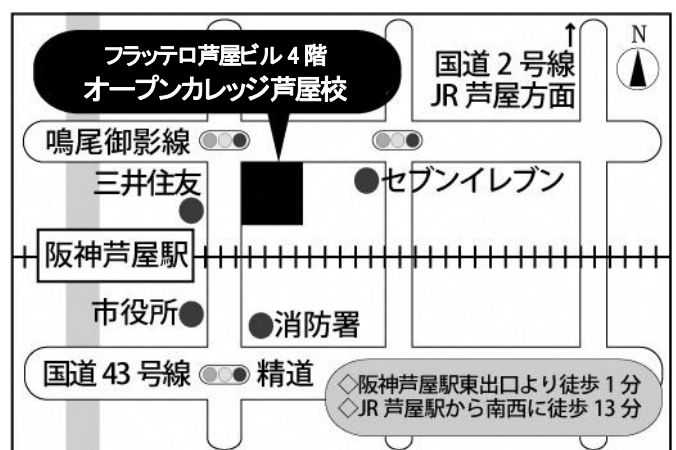 フラッテロ芦屋ビル 4 階
オープンカレッジ芦屋校
↑
国道 2 号線
JR 芦屋方面
N
鳴尾御影線
三井住友
セブンイレブン
阪神芦屋駅
市役所
消防署
国道 43 号線
精道
◇阪神芦屋駅東出口より徒歩 1 分
◇JR 芦屋駅から南西に徒歩 13 分